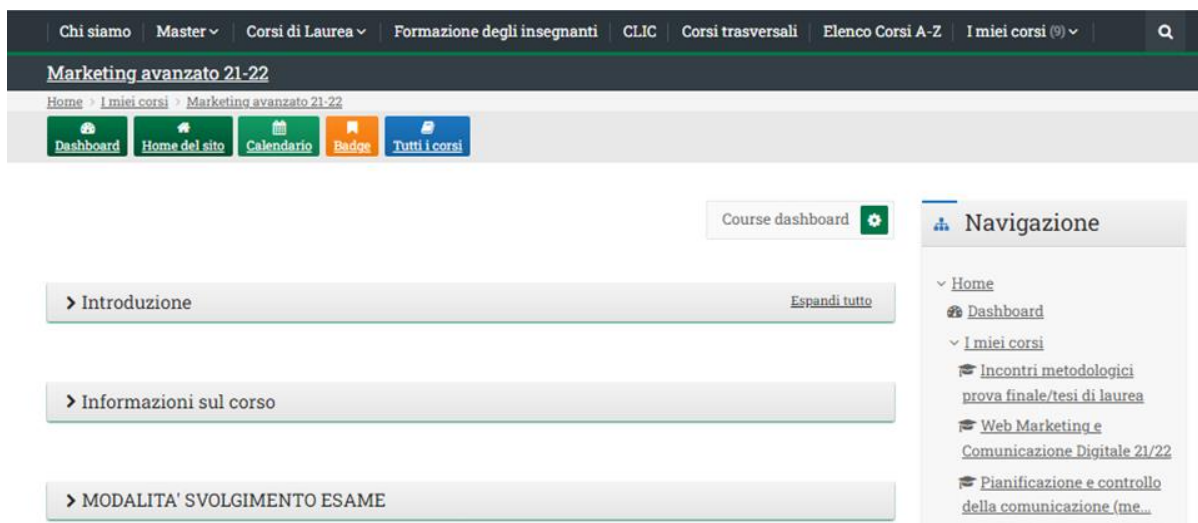 Chi siamo Master Corsi di Laurea Formazione degli insegnanti CLIC Corsi trasversali Elenco Corsi A-Z I miei corsi (9)
Marketing avanzato 21-22
Home > I miei corsi > Marketing avanzato 21-22
Dashboard Home del sito Calendario Badge Tutti i corsi
Course dashboard
Introduzione Espandi tutto
Informazioni sul corso
MODALITA' SVOLGIMENTO ESAME
Navigazione
Home
Dashboard
I miei corsi
Incontri metodologici
prova finale/tesi di laurea
Web Marketing e
Comunicazione Digitale 21/22
Pianificazione e controllo
della comunicazione (me...